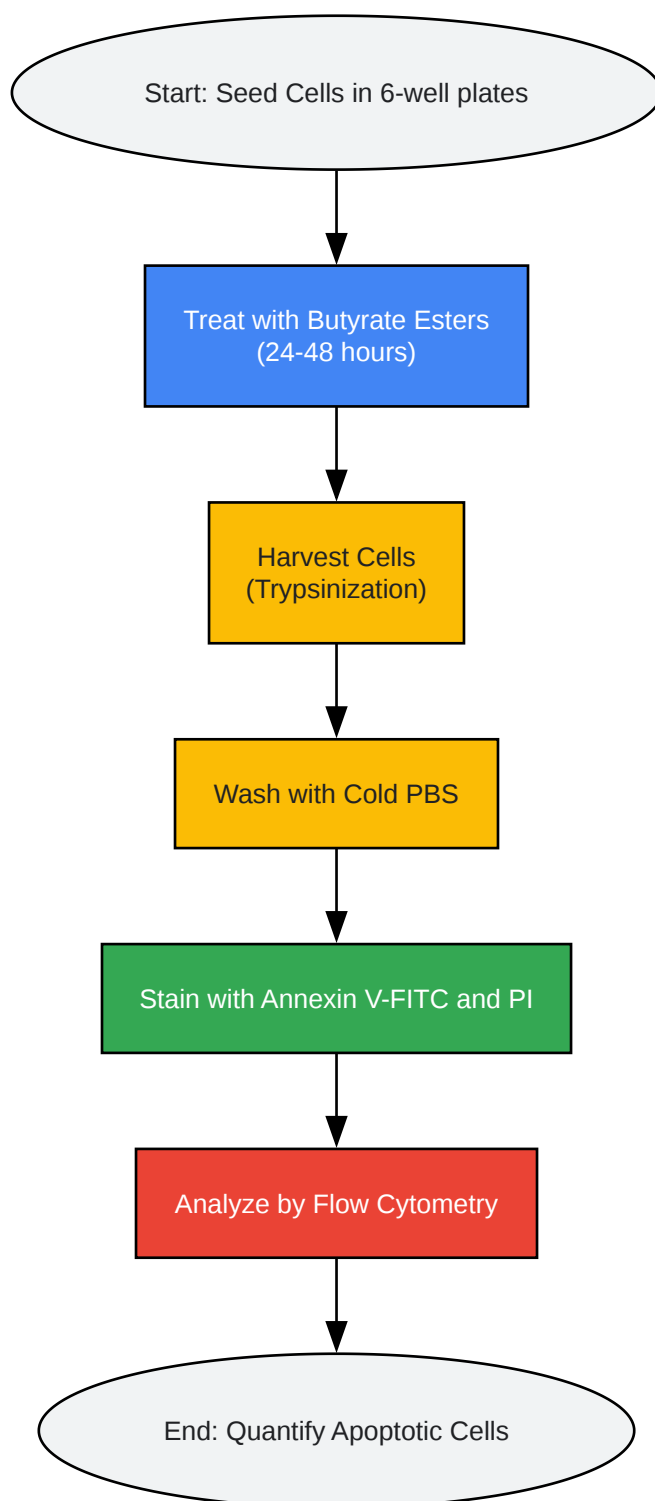 Start: Seed Cells in 6-well plates
Treat with Butyrate Esters
(24-48 hours)
Harvest Cells
(Trypsinization)
Wash with Cold PBS
Stain with Annexin V-FITC and PI
Analyze by Flow Cytometry
End: Quantify Apoptotic Cells